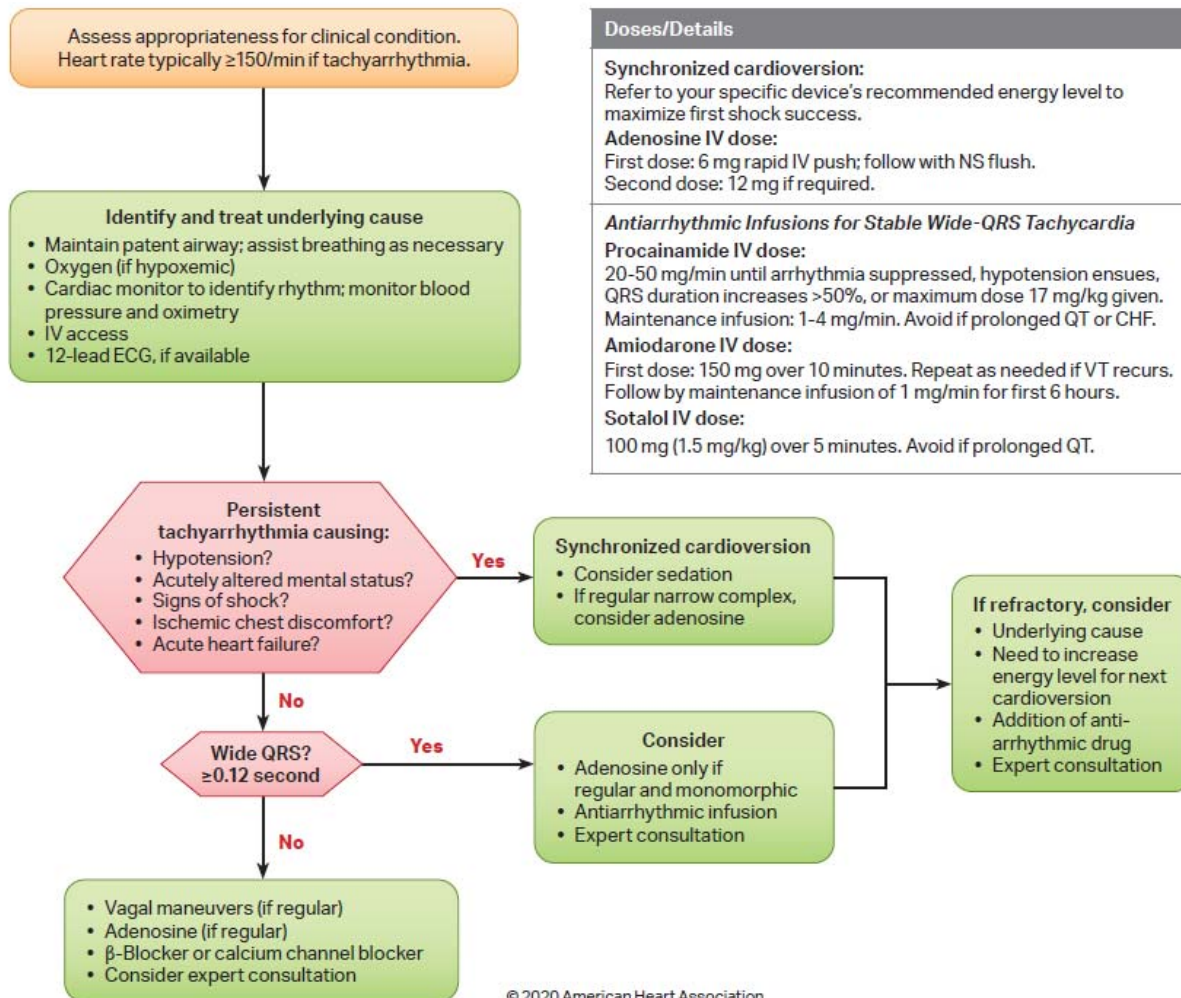 Assess appropriateness for clinical condition.
Heart rate typically ≥150/min if tachyarrhythmia.
Identify and treat underlying cause
• Maintain patent airway; assist breathing as necessary
• Oxygen (if hypoxemic)
• Cardiac monitor to identify rhythm; monitor blood
pressure and oximetry
• IV access
• 12-lead ECG, if available
Doses/Details
Synchronized cardioversion:
Refer to your specific device's recommended energy level to
maximize first shock success.
Adenosine IV dose:
First dose: 6 mg rapid IV push; follow with NS flush.
Second dose: 12 mg if required.
Antiarrhythmic Infusions for Stable Wide-QRS Tachycardia
Procainamide IV dose:
20-50 mg/min until arrhythmia suppressed, hypotension ensues,
QRS duration increases >50%, or maximum dose 17 mg/kg given.
Maintenance infusion: 1-4 mg/min. Avoid if prolonged QT or CHF.
Amiodarone IV dose:
First dose: 150 mg over 10 minutes. Repeat as needed if VT recurs.
Follow by maintenance infusion of 1 mg/min for first 6 hours.
Sotalol IV dose:
100 mg (1.5 mg/kg) over 5 minutes. Avoid if prolonged QT.
Persistent
tachyarrhythmia causing:
• Hypotension?
• Acutely altered mental status?
• Signs of shock?
• Ischemic chest discomfort?
• Acute heart failure?
Yes
Synchronized cardioversion
• Consider sedation
• If regular narrow complex,
consider adenosine
If refractory, consider
• Underlying cause
• Need to increase
energy level for next
cardioversion
• Addition of anti-
arrhythmic drug
• Expert consultation
No
Wide QRS?
≥0.12 second
Yes
Consider
• Adenosine only if
regular and monomorphic
• Antiarrhythmic infusion
• Expert consultation
No
• Vagal maneuvers (if regular)
• Adenosine (if regular)
• β-Blocker or calcium channel blocker
• Consider expert consultation
© 2020 American Heart Association